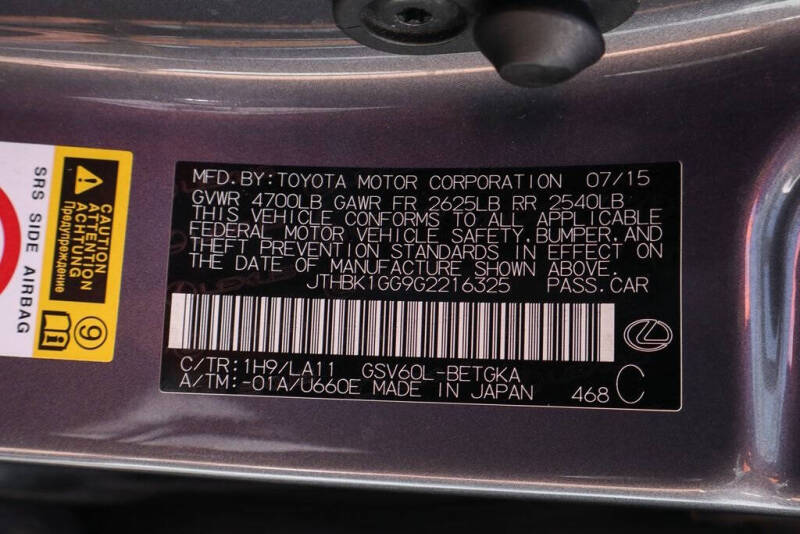 MFD.BY:TOYOTA MOTOR CORPORATION 07/15
GVWR 4700LB GAWR FR 2625LB RR 2540LB
THIS VEHICLE CONFORMS TO ALL APPLICABLE
FEDERAL MOTOR VEHICLE SAFETY,BUMPER,AND
THEFT PREVENTION STANDARDS IN EFFECT ON
THE DATE OF MANUFACTURE SHOWN ABOVE.
JTHBK1GG9G2216325 PASS.CAR
C/TR:1H9/LA11 GSV60L-BETGKA
A/TM:-01A/U660E MADE IN JAPAN 468 C
CAUTION
ATTENTION
ACHTUNG
Предупреждение
SRS SIDE AIRBAG
i
9